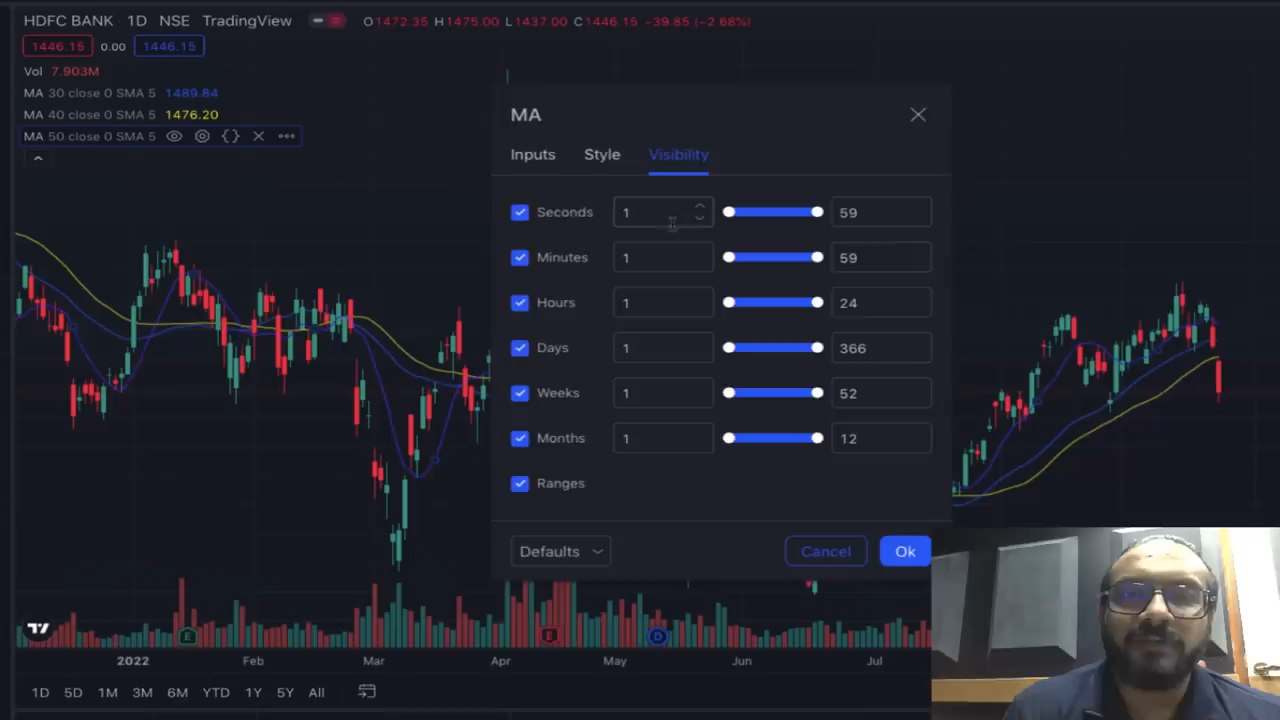 HDFC BANK 1D NSE TradingView O1472.35 H1475.00 L1437.00 C1446.15 -39.85 (-2.68%)
1446.15 0.00 1446.15
Vol 7.903M
MA 30 close 0 SMA 5 1489.84
MA 40 close 0 SMA 5 1476.20
MA 50 close 0 SMA 5
MA
Inputs Style Visibility
Seconds 1 59
Minutes 1 59
Hours 1 24
Days 1 366
Weeks 1 52
Months 1 12
Ranges
Defaults Cancel Ok
E E D
2022 Feb Mar Apr May Jun Jul
1D 5D 1M 3M 6M YTD 1Y 5Y All